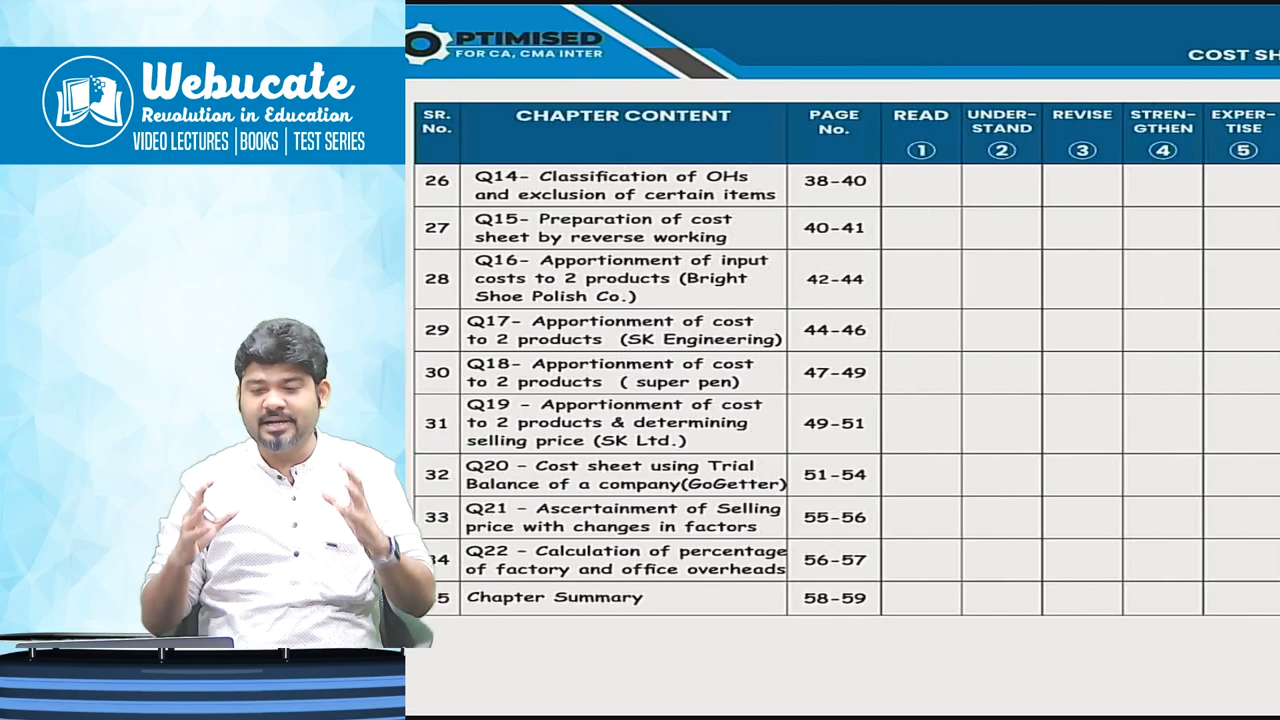 Webucate
Revolution in Education
VIDEO LECTURES | BOOKS | TEST SERIES
PTIMISED
FOR CA, CMA INTER
COST SH
SR. No. CHAPTER CONTENT PAGE No. READ ① UNDER-STAND ② REVISE ③ STREN-GTHEN ④ EXPER-TISE ⑤
26 Q14- Classification of OHs 38-40
and exclusion of certain items
27 Q15- Preparation of cost 40-41
sheet by reverse working
28 Q16- Apportionment of input 42-44
costs to 2 products (Bright
Shoe Polish Co.)
29 Q17- Apportionment of cost 44-46
to 2 products (SK Engineering)
30 Q18- Apportionment of cost 47-49
to 2 products ( super pen)
31 Q19 - Apportionment of cost 49-51
to 2 products & determining
selling price (SK Ltd.)
32 Q20 - Cost sheet using Trial 51-54
Balance of a company(GoGetter)
33 Q21 - Ascertainment of Selling 55-56
price with changes in factors
4 Q22 - Calculation of percentage 56-57
of factory and office overheads
5 Chapter Summary 58-59